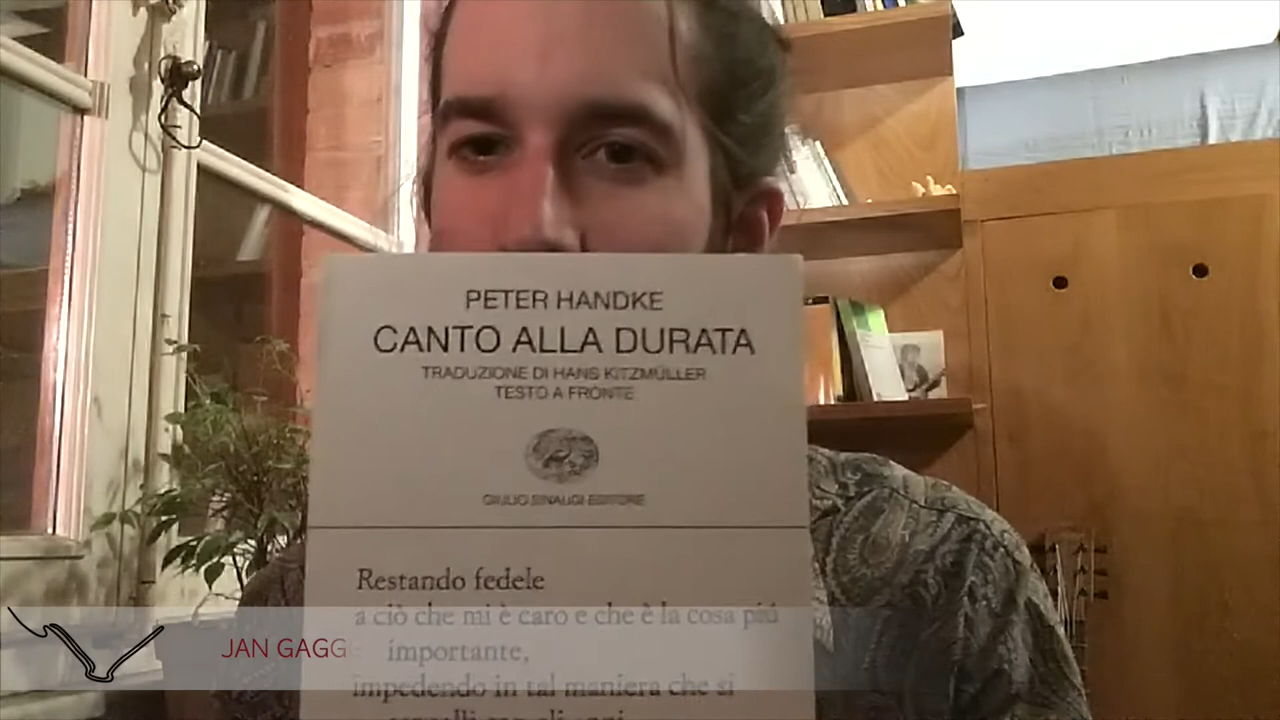 PETER HANDKE
CANTO ALLA DURATA
TRADUZIONE DI HANS KITZMÜLLER
TESTO A FRONTE
GIULIO EINAUDI EDITORE
Restando fedele
a ciò che mi è caro e che è la cosa piú
importante,
impedendo in tal maniera che si
JAN GAGG